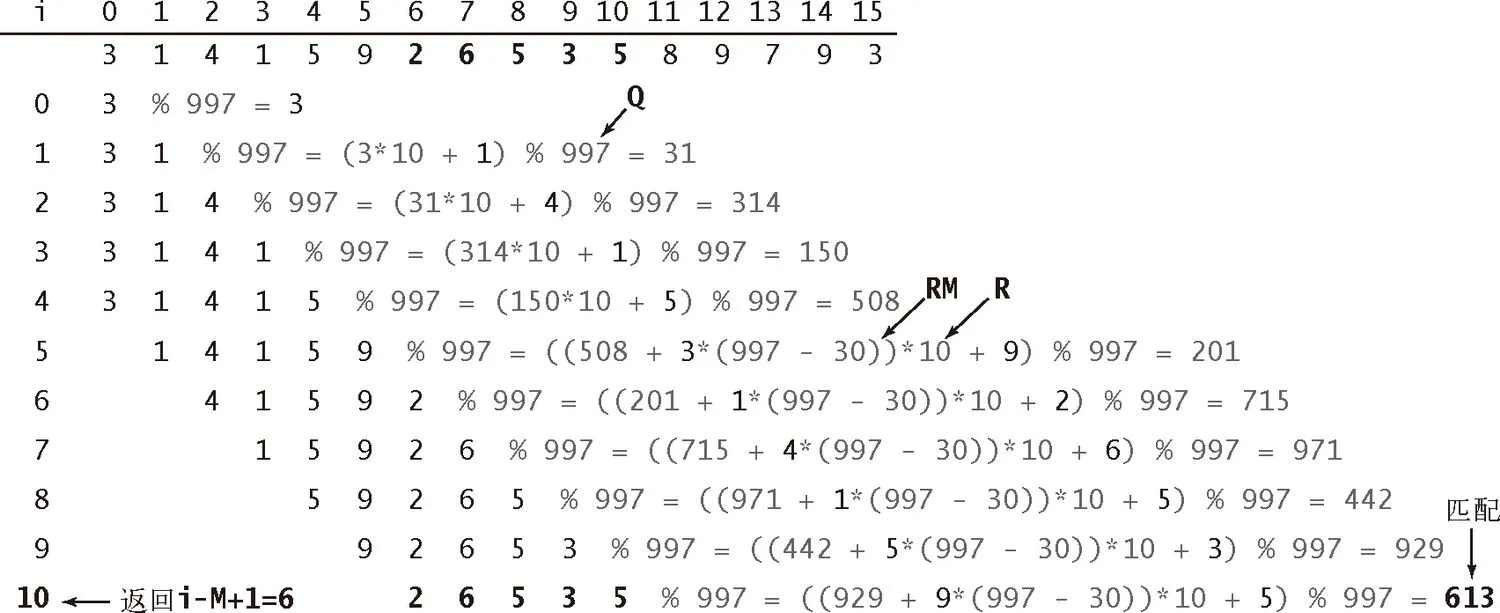 i 0 1 2 3 4 5 6 7 8 9 10 11 12 13 14 15
3 1 4 1 5 9 2 6 5 3 5 8 9 7 9 3
0 3 % 997 = 3
Q
1 3 1 % 997 = (3*10 + 1) % 997 = 31
2 3 1 4 % 997 = (31*10 + 4) % 997 = 314
3 3 1 4 1 % 997 = (314*10 + 1) % 997 = 150
4 3 1 4 1 5 % 997 = (150*10 + 5) % 997 = 508
RM R
5 1 4 1 5 9 % 997 = ((508 + 3*(997 - 30))*10 + 9) % 997 = 201
6 4 1 5 9 2 % 997 = ((201 + 1*(997 - 30))*10 + 2) % 997 = 715
7 1 5 9 2 6 % 997 = ((715 + 4*(997 - 30))*10 + 6) % 997 = 971
8 5 9 2 6 5 % 997 = ((971 + 1*(997 - 30))*10 + 5) % 997 = 442
匹配
9 9 2 6 5 3 % 997 = ((442 + 5*(997 - 30))*10 + 3) % 997 = 929
10 返回i-M+1=6 2 6 5 3 5 % 997 = ((929 + 9*(997 - 30))*10 + 5) % 997 = 613